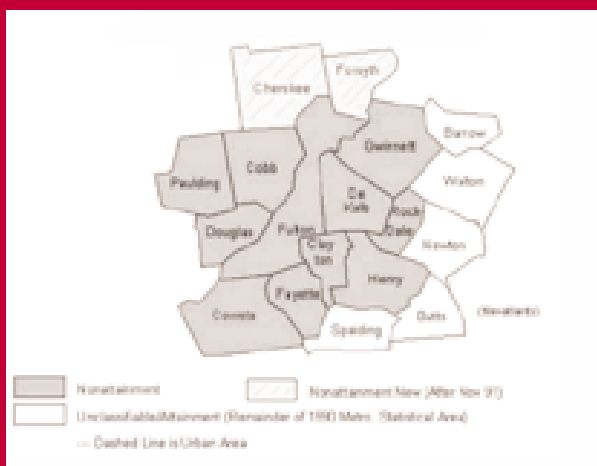 Forsyth
Cherokee
Barrow
Gwinnett
Cobb
Walton
Paulding
De
Kalb
Rock
Dale
Douglas
Fulton
Clay
ton
Newton
Henry
Fayette
Coweta
Butts
Spalding
Nonattainment
Nonattainment New (After Nov 91)
Unclassifiable/Attainment (Remainder of 1990 Metro. Statistical Area)
--- Dashed Line is Urban Area